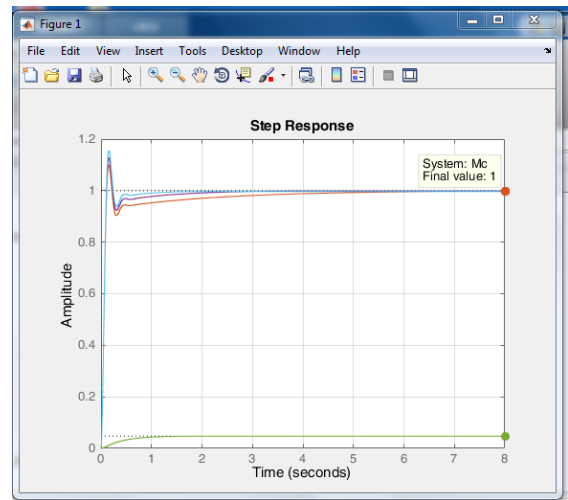 Figure 1
File Edit View Insert Tools Desktop Window Help
Step Response
1.2
System: Mc
Final value: 1
1
0.8
Amplitude
0.6
0.4
0.2
0
0 1 2 3 4 5 6 7 8
Time (seconds)